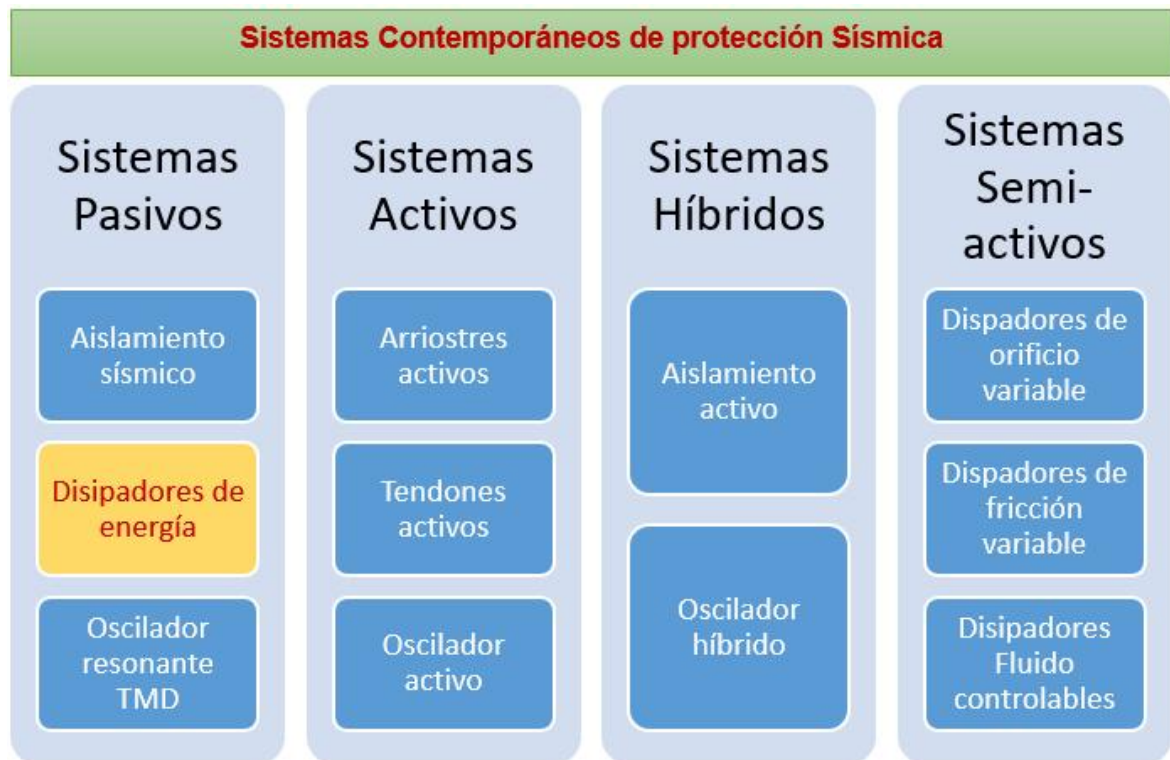 Sistemas Contemporáneos de protección Sísmica
Sistemas
Pasivos
Aislamiento
sísmico
Disipadores de
energía
Oscilador
resonante
TMD
Sistemas
Activos
Arriostres
activos
Tendones
activos
Oscilador
activo
Sistemas
Híbridos
Aislamiento
activo
Oscilador
híbrido
Sistemas
Semi-
activos
Dispadores de
orificio
variable
Dispadores de
fricción
variable
Disipadores
Fluido
controlables